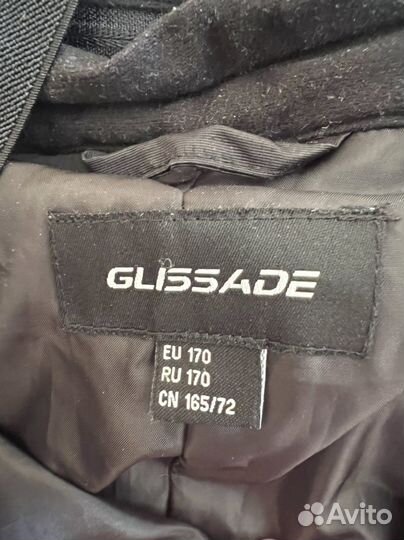 GLISSADE
EU 170
RU 170
CN 165/72
Avito